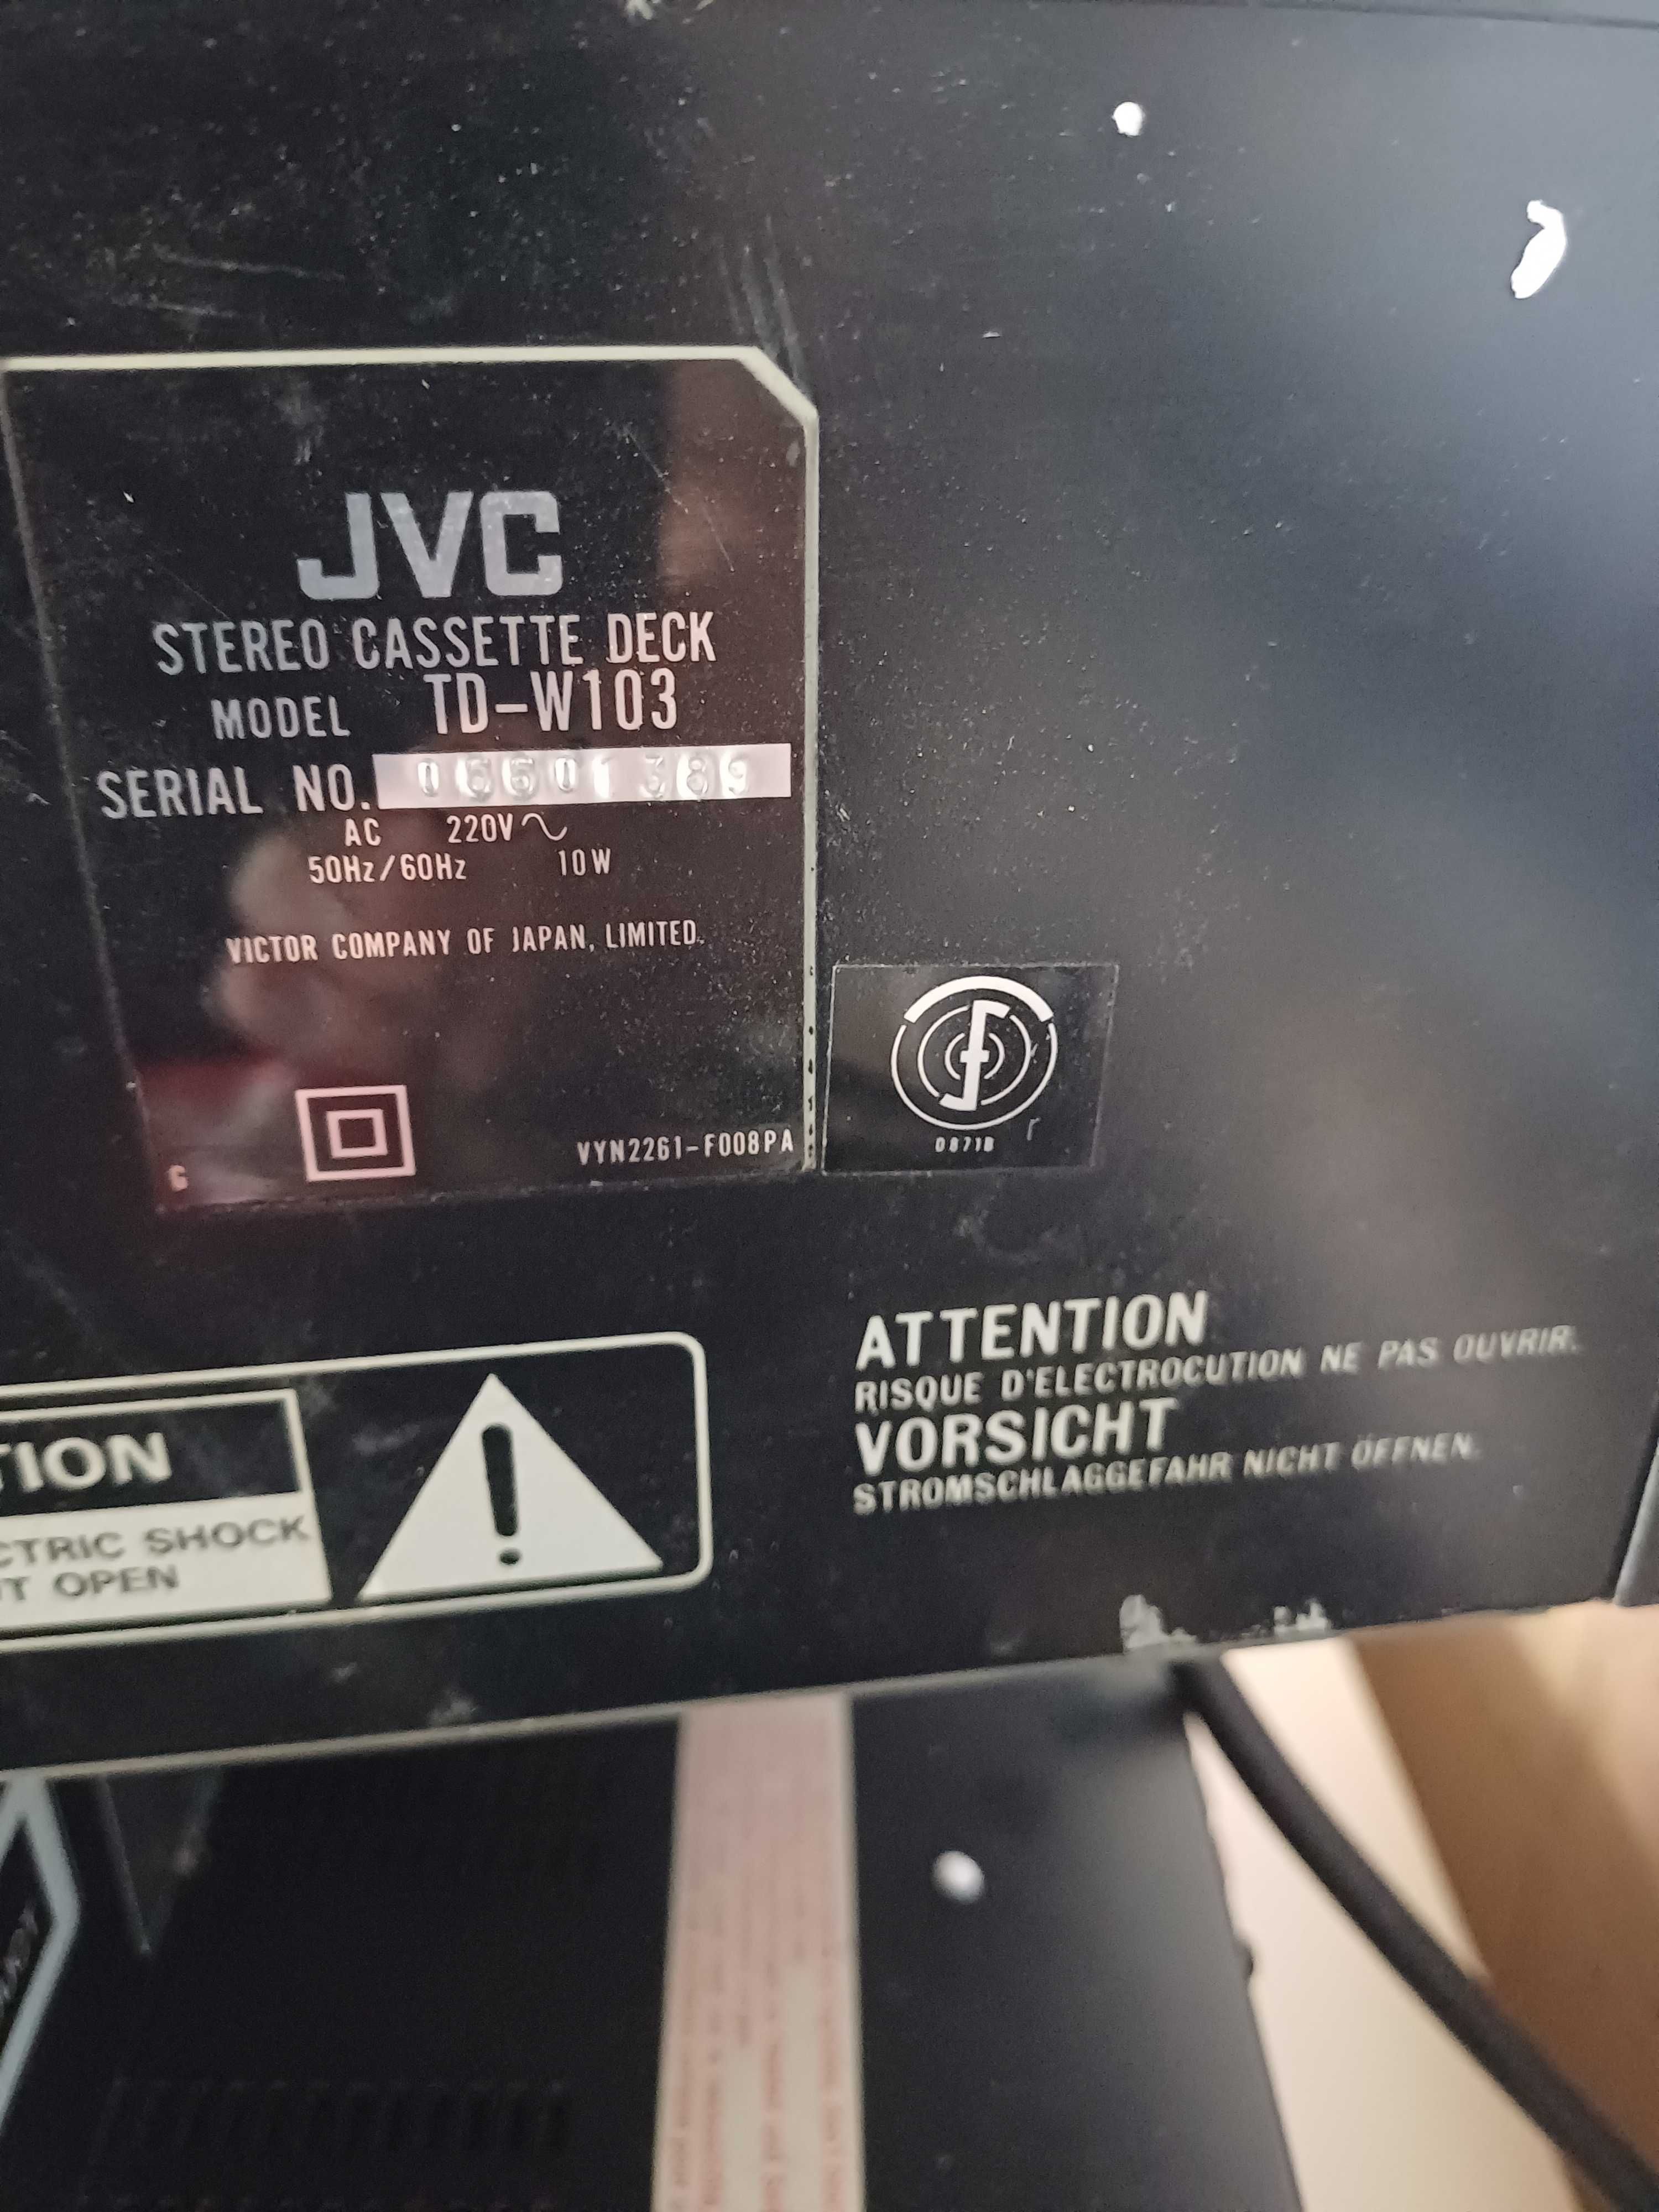 JVC
STEREO CASSETTE DECK
MODEL TD-W103
SERIAL NO.
AC 220V~
50Hz/60Hz 10W
VICTOR COMPANY OF JAPAN, LIMITED.
G VYN2261-F008PA
D871B
ATTENTION
RISQUE D'ELECTROCUTION NE PAS OUVRIR.
VORSICHT
STROMSCHLAGGEFAHR NICHT ÖFFNEN.
TION
CTRIC SHOCK
OPEN